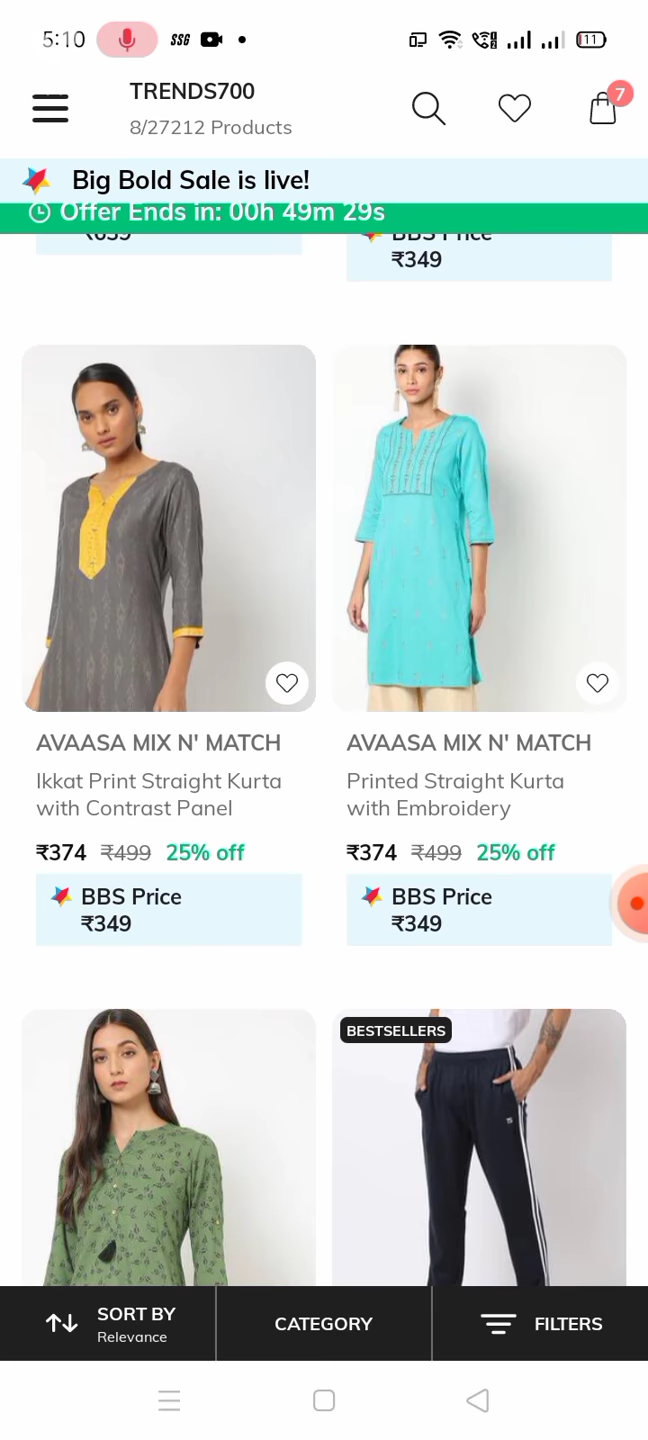 5:10
SSG
11
TRENDS700
8/27212 Products
7
Big Bold Sale is live!
Offer Ends in: 00h 49m 29s
₹639
BBS Price
₹349
AVAASA MIX N' MATCH
Ikkat Print Straight Kurta
with Contrast Panel
₹374 ₹499 25% off
BBS Price
₹349
AVAASA MIX N' MATCH
Printed Straight Kurta
with Embroidery
₹374 ₹499 25% off
BBS Price
₹349
BESTSELLERS
SORT BY
Relevance
CATEGORY
FILTERS